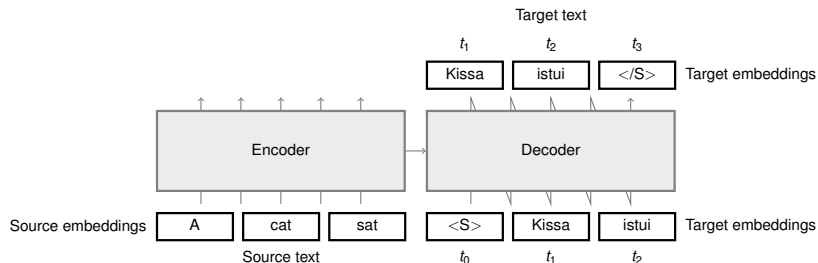 Target text
t1 t2 t3
Kissa istui </S> Target embeddings
Encoder Decoder
Source embeddings A cat sat <S> Kissa istui Target embeddings
Source text t0 t1 t2